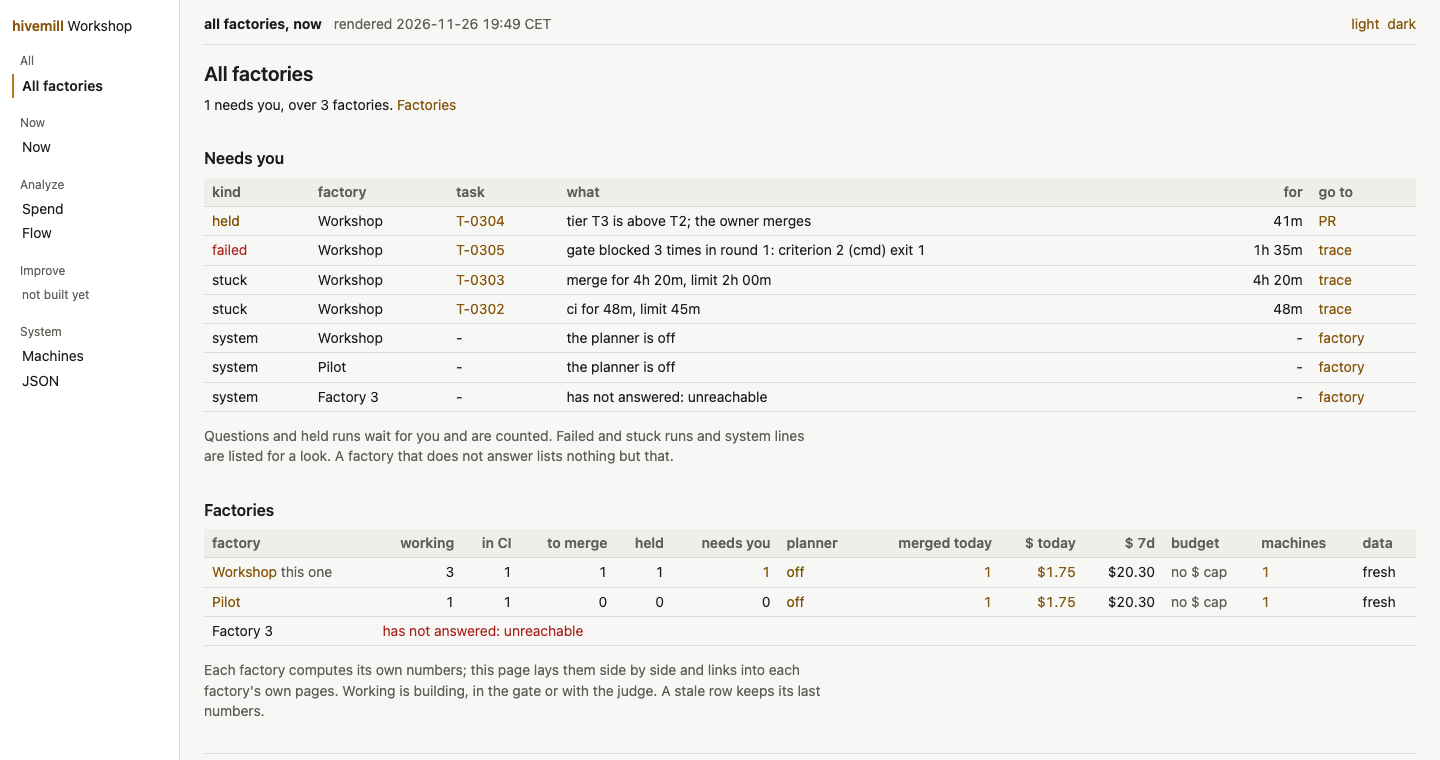 hivemill Workshop
All
All factories
Now
Now
Analyze
Spend
Flow
Improve
not built yet
System
Machines
JSON
all factories, now rendered 2026-11-26 19:49 CET
light dark
All factories
1 needs you, over 3 factories. Factories
Needs you
kind factory task what for go to
held Workshop T-0304 tier T3 is above T2; the owner merges 41m PR
failed Workshop T-0305 gate blocked 3 times in round 1: criterion 2 (cmd) exit 1 1h 35m trace
stuck Workshop T-0303 merge for 4h 20m, limit 2h 00m 4h 20m trace
stuck Workshop T-0302 ci for 48m, limit 45m 48m trace
system Workshop - the planner is off - factory
system Pilot - the planner is off - factory
system Factory 3 - has not answered: unreachable - factory
Questions and held runs wait for you and are counted. Failed and stuck runs and system lines
are listed for a look. A factory that does not answer lists nothing but that.
Factories
factory working in CI to merge held needs you planner merged today $ today $ 7d budget machines data
Workshop this one 3 1 1 1 1 off 1 $1.75 $20.30 no $ cap 1 fresh
Pilot 1 1 0 0 0 off 1 $1.75 $20.30 no $ cap 1 fresh
Factory 3 has not answered: unreachable
Each factory computes its own numbers; this page lays them side by side and links into each
factory's own pages. Working is building, in the gate or with the judge. A stale row keeps its last
numbers.